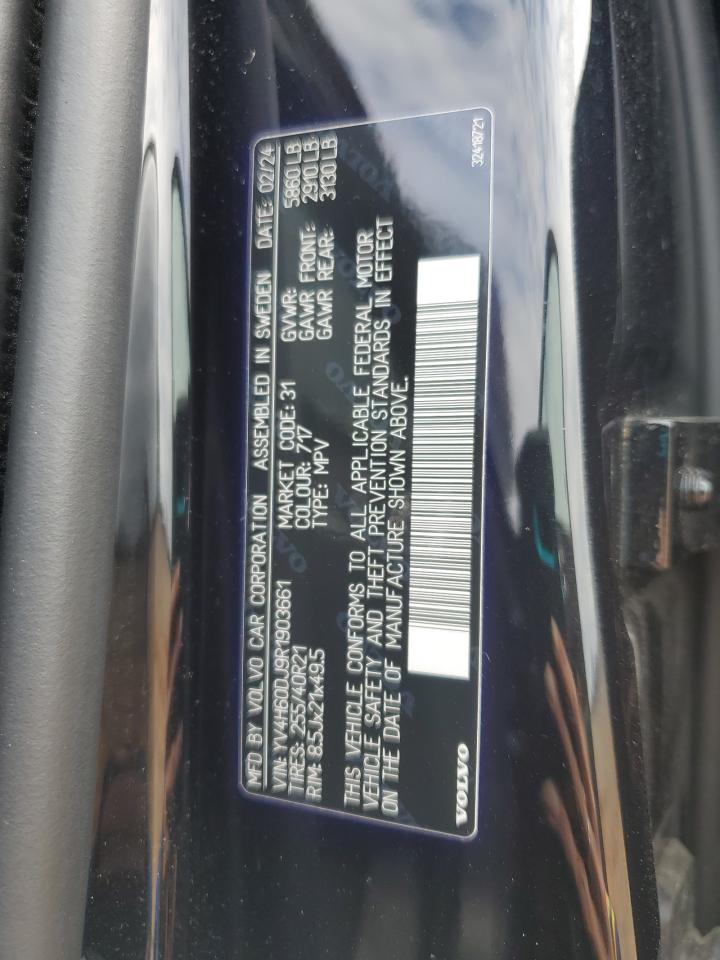 MFD BY VOLVO CAR CORPORATION ASSEMBLED IN SWEDEN DATE: 02/24
VIN: YV4H60DJ9R1903661 MARKET CODE: 31 GVWR: 5860 LB
TIRES: 255/40R21 COLOUR: 717 GAWR FRONT: 2910 LB
RIM: 8.5Jx21x49.5 TYPE: MPV GAWR REAR: 3130 LB
THIS VEHICLE CONFORMS TO ALL APPLICABLE FEDERAL MOTOR
VEHICLE SAFETY AND THEFT PREVENTION STANDARDS IN EFFECT
ON THE DATE OF MANUFACTURE SHOWN ABOVE.
VOLVO
32418721